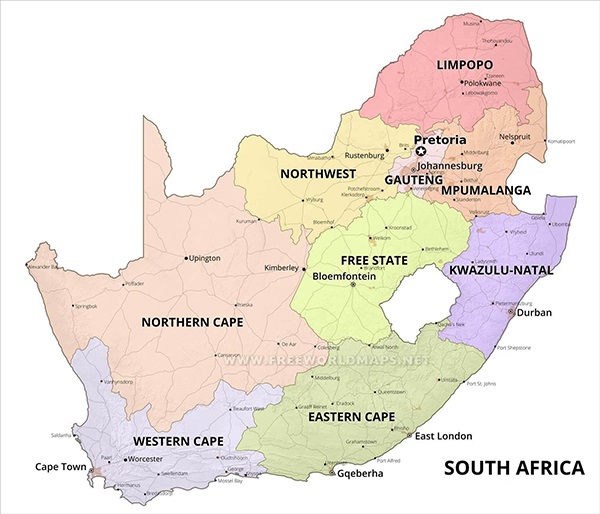 Musina
Thohoyandou
LIMPOPO
Tzaneen
Polokwane
Lebowakgomo
Pretoria
Nelspruit
Komatipoort
Brits
Rustenburg
Middelburg
Mmabatho
Johannesburg
NORTHWEST
GAUTENG
Bethal
MPUMALANGA
Potchefstroom
Klerksdorp
Vereeniging
Standerton
Vryburg
Volksrust
Kuruman
Bloemhof
Kroonstad
Welkom
Vryheid
Ubombo
Bethlehem
Ulundi
Upington
FREE STATE
Ladysmith
Alexander Bay
Kimberley
Brandfort
KWAZULU-NATAL
Bloemfontein
Pofadder
Springbok
Prieska
Pietermaritzburg
Durban
NORTHERN CAPE
De Aar
Colesberg
Aliwal North
Port Shepstone
Carnarvon
WWW.FREEWORLDMAPS.NET
Vanrhynsdorp
Middelburg
Umtata
Port St. Johns
Queenstown
Beaufort West
Graaff Reinet
Cradock
EASTERN CAPE
Bhisho
Saldanha
WESTERN CAPE
Grahamstown
East London
Paarl
Worcester
Oudtshoorn
Port Alfred
Cape Town
Swellendam
George
Gqeberha
SOUTH AFRICA
Hermanus
Mossel Bay
Bredasdorp